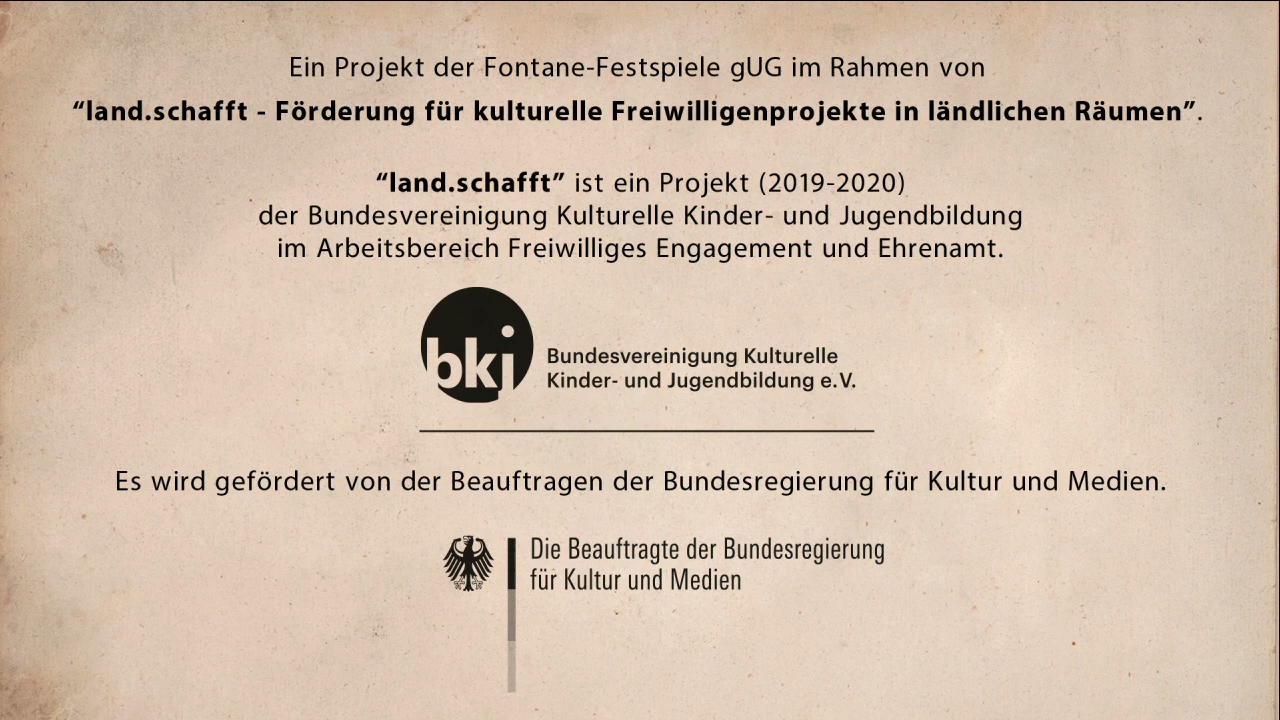 Ein Projekt der Fontane-Festspiele gUG im Rahmen von
“land.schafft - Förderung für kulturelle Freiwilligenprojekte in ländlichen Räumen”.
“land.schafft” ist ein Projekt (2019-2020)
der Bundesvereinigung Kulturelle Kinder- und Jugendbildung
im Arbeitsbereich Freiwilliges Engagement und Ehrenamt.
bkj
Bundesvereinigung Kulturelle
Kinder- und Jugendbildung e.V.
Es wird gefördert von der Beauftragen der Bundesregierung für Kultur und Medien.
Die Beauftragte der Bundesregierung
für Kultur und Medien